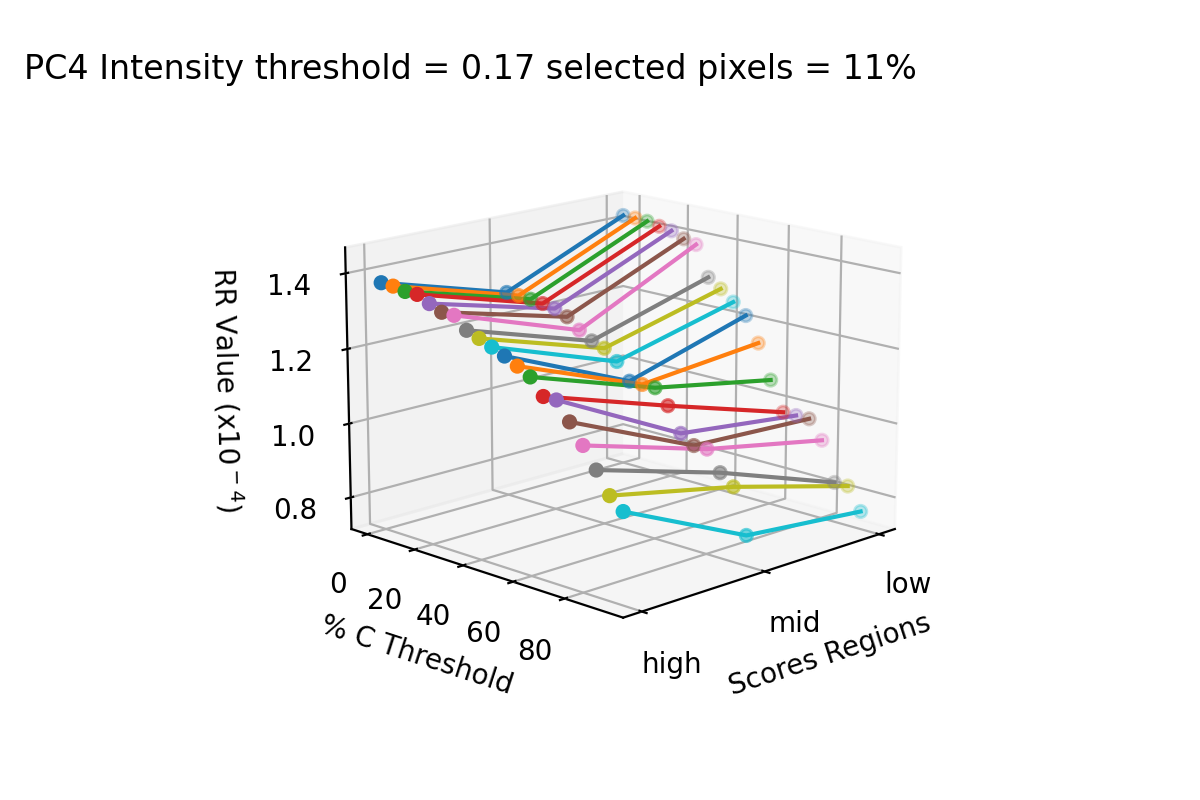 PC4 Intensity threshold = 0.17 selected pixels = 11%
RR Value (x10⁻⁴)
1.4
1.2
1.0
0.8
0
20
40
60
80
% C Threshold
high
mid
low
Scores Regions